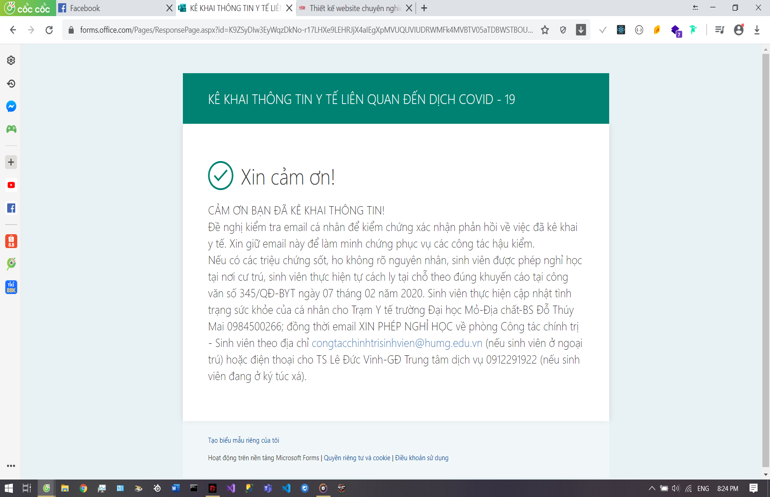 cốc cốc
Facebook
KÊ KHAI THÔNG TIN Y TẾ LIÊN
Thiết kế website chuyên nghi
forms.office.com/Pages/ResponsePage.aspx?id=K9ZSyDIw3EyWqzDkNo-r17LHXe9LEHRJjX4alEgXpMVUQUVIUDRWMFk4MVBTV05aTDBWSTBOU...
KÊ KHAI THÔNG TIN Y TẾ LIÊN QUAN ĐẾN DỊCH COVID - 19
Xin cảm ơn!
CẢM ƠN BẠN ĐÃ KÊ KHAI THÔNG TIN!
Đề nghị kiểm tra email cá nhân để kiểm chứng xác nhận phản hồi về việc đã kê khai
y tế. Xin giữ email này để làm minh chứng phục vụ các công tác hậu kiểm.
Nếu có các triệu chứng sốt, ho không rõ nguyên nhân, sinh viên được phép nghỉ học
tại nơi cư trú, sinh viên thực hiện tự cách ly tại chỗ theo đúng khuyến cáo tại công
văn số 345/QĐ-BYT ngày 07 tháng 02 năm 2020. Sinh viên thực hiện cập nhật tình
trạng sức khỏe của cá nhân cho Trạm Y tế trường Đại học Mỏ-Địa chất-BS Đỗ Thúy
Mai 0984500266; đồng thời email XIN PHÉP NGHỈ HỌC về phòng Công tác chính trị
- Sinh viên theo địa chỉ congtacchinhtrisinhvien@humg.edu.vn (nếu sinh viên ở ngoại
trú) hoặc điện thoại cho TS Lê Đức Vinh-GĐ Trung tâm dịch vụ 0912291922 (nếu sinh
viên đang ở ký túc xá).
Tạo biểu mẫu riêng của tôi
Hoạt động trên nền tảng Microsoft Forms | Quyền riêng tư và cookie | Điều khoản sử dụng
ENG
8:24 PM